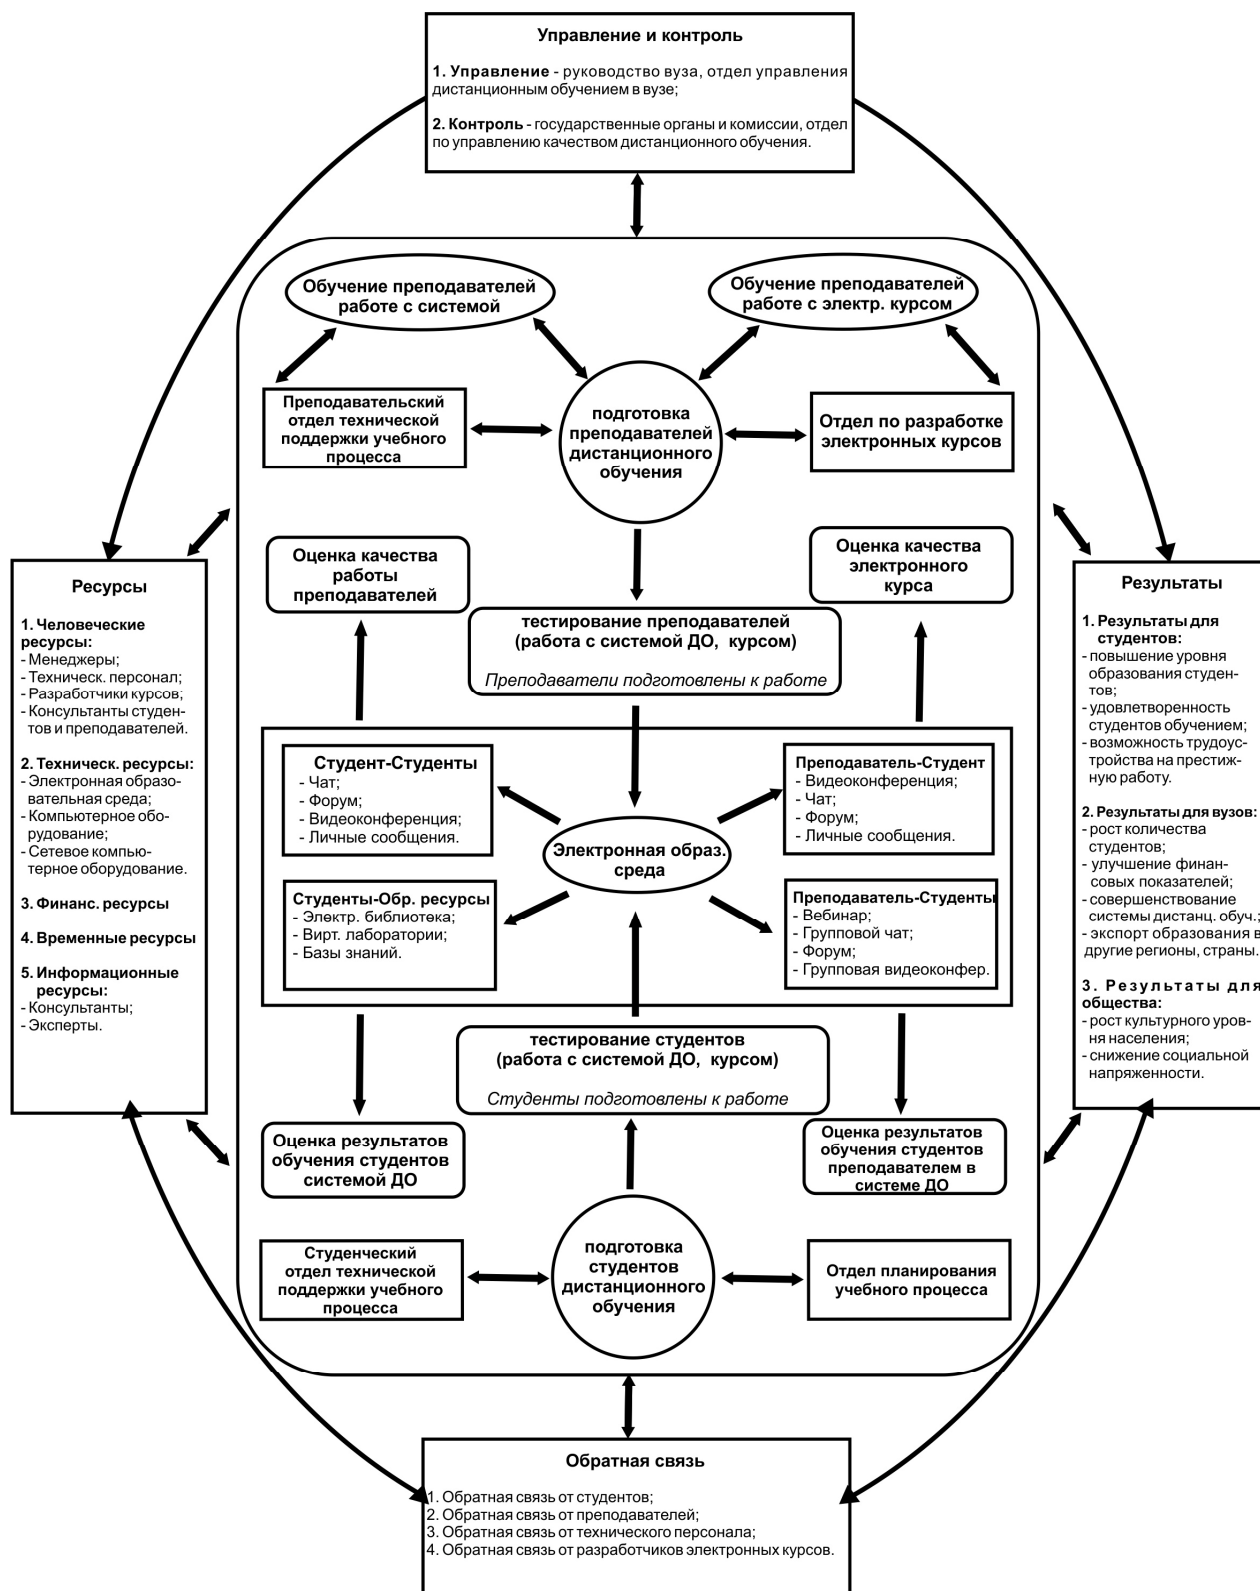 Управление и контроль
1. Управление - руководство вуза, отдел управления
дистанционным обучением в вузе;
2. Контроль - государственные органы и комиссии, отдел
по управлению качеством дистанционного обучения.
Обучение преподавателей
работе с системой
Обучение преподавателей
работе с электр. курсом
Преподавательский
отдел технической
поддержки учебного
процесса
подготовка
преподавателей
дистанционного
обучения
Отдел по разработке
электронных курсов
Оценка качества
работы
преподавателей
Оценка качества
электронного
курса
тестирование преподавателей
(работа с системой ДО, курсом)
Преподаватели подготовлены к работе
Ресурсы
1. Человеческие
ресурсы:
- Менеджеры;
- Техническ. персонал;
- Разработчики курсов;
- Консультанты студен-
тов и преподавателей.
2. Техническ. ресурсы:
- Электронная образо-
вательная среда;
- Компьютерное обо-
рудование;
- Сетевое компью-
терное оборудование.
3. Финанс. ресурсы
4. Временные ресурсы
5. Информационные
ресурсы:
- Консультанты;
- Эксперты.
Студент-Студенты
- Чат;
- Форум;
- Видеоконференция;
- Личные сообщения.
Преподаватель-Студент
- Видеоконференция;
- Чат;
- Форум;
- Личные сообщения.
Электронная образ.
среда
Студенты-Обр. ресурсы
- Электр. библиотека;
- Вирт. лаборатории;
- Базы знаний.
Преподаватель-Студенты
- Вебинар;
- Групповой чат;
- Форум;
- Групповая видеоконфер.
Результаты
1. Результаты для
студентов:
- повышение уровня
образования студен-
тов;
- удовлетворенность
студентов обучением;
- возможность трудоус-
тройства на престиж-
ную работу.
2. Результаты для вузов:
- рост количества
студентов;
- улучшение финан-
совых показателей;
- совершенствование
системы дистанц. обуч.;
- экспорт образования в
другие регионы, страны.
3. Результаты для
общества:
- рост культурного уров-
ня населения;
- снижение социальной
напряженности.
тестирование студентов
(работа с системой ДО, курсом)
Студенты подготовлены к работе
Оценка результатов
обучения студентов
системой ДО
Оценка результатов
обучения студентов
преподавателем в
системе ДО
Студенческий
отдел технической
поддержки учебного
процесса
подготовка
студентов
дистанционного
обучения
Отдел планирования
учебного процесса
Обратная связь
1. Обратная связь от студентов;
2. Обратная связь от преподавателей;
3. Обратная связь от технического персонала;
4. Обратная связь от разработчиков электронных курсов.